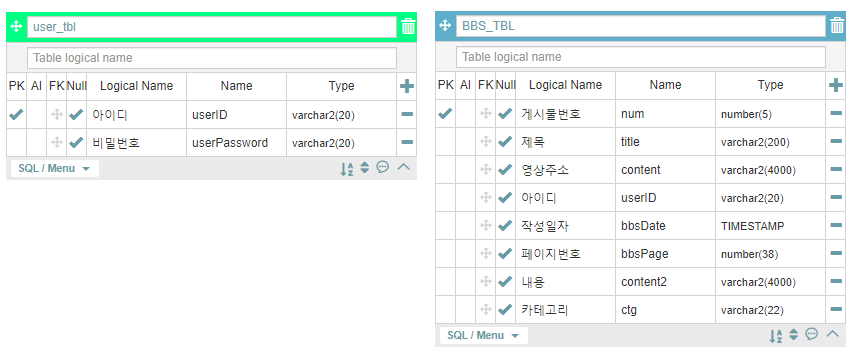 user_tbl
Table logical name
PK AI FK Null Logical Name Name Type
아이디 userID varchar2(20)
비밀번호 userPassword varchar2(20)
SQL / Menu
BBS_TBL
Table logical name
PK AI FK Null Logical Name Name Type
게시물번호 num number(5)
제목 title varchar2(200)
영상주소 content varchar2(4000)
아이디 userID varchar2(20)
작성일자 bbsDate TIMESTAMP
페이지번호 bbsPage number(38)
내용 content2 varchar2(4000)
카테고리 ctg varchar2(22)
SQL / Menu